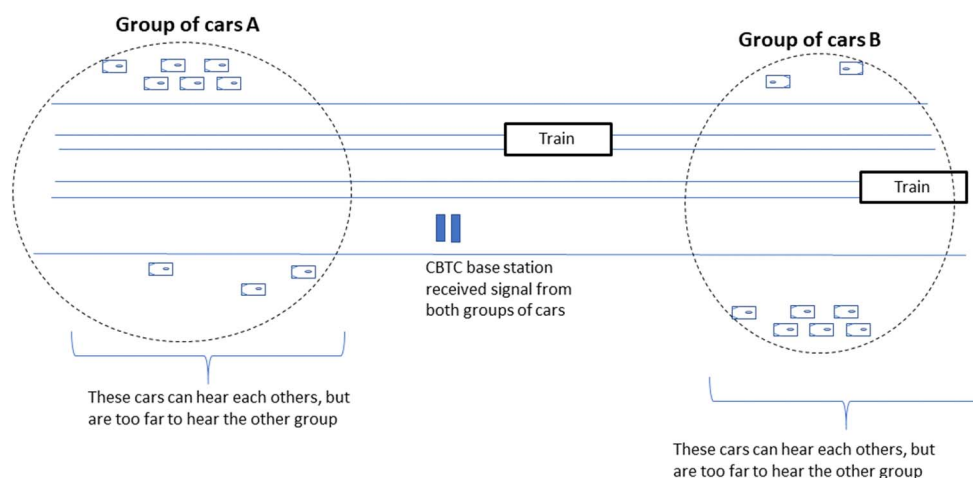 Group of cars A
Group of cars B
Train
Train
CBTC base station
received signal from
both groups of cars
These cars can hear each others, but
are too far to hear the other group
These cars can hear each others, but
are too far to hear the other group